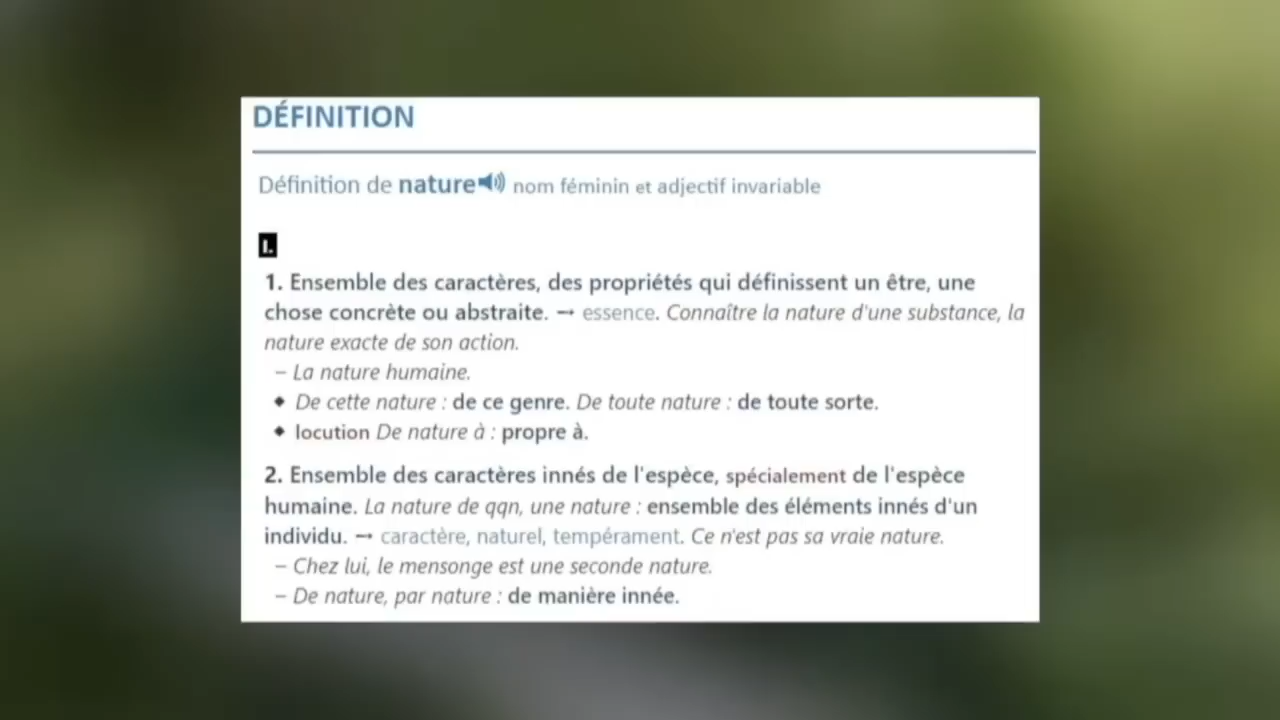 DÉFINITION
Définition de nature nom féminin et adjectif invariable
I.
1. Ensemble des caractères, des propriétés qui définissent un être, une
chose concrète ou abstraite. → essence. Connaître la nature d'une substance, la
nature exacte de son action.
– La nature humaine.
◆ De cette nature : de ce genre. De toute nature : de toute sorte.
◆ locution De nature à : propre à.
2. Ensemble des caractères innés de l'espèce, spécialement de l'espèce
humaine. La nature de qqn, une nature : ensemble des éléments innés d'un
individu. → caractère, naturel, tempérament. Ce n'est pas sa vraie nature.
– Chez lui, le mensonge est une seconde nature.
– De nature, par nature : de manière innée.